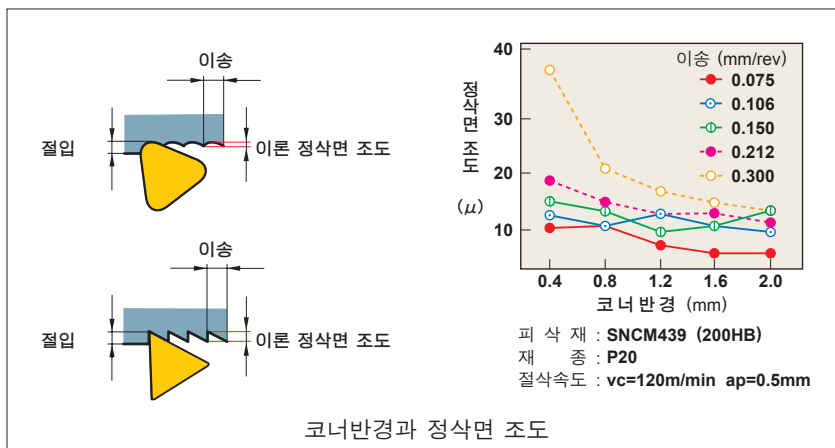 이송
절입
이론 정삭면 조도
이송
절입
이론 정삭면 조도
정삭면 조도
(μ)
40
30
20
10
이송 (mm/rev)
0.075
0.106
0.150
0.212
0.300
0.4 0.8 1.2 1.6 2.0
코너반경 (mm)
피 삭 재 : SNCM439 (200HB)
재 종 : P20
절삭속도 : vc=120m/min ap=0.5mm
코너반경과 정삭면 조도